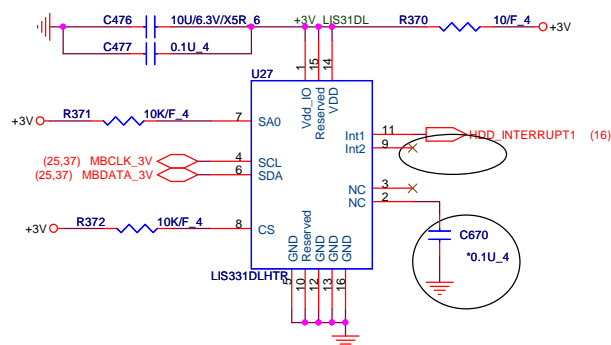 C476 10U/6.3V/X5R_6 +3V_LIS31DL R370 10/F_4 +3V
C477 0.1U_4
U27
1 15 14
Vdd_IO Reserved VDD
+3V R371 10K/F_4 7 SA0
Int1 11 HDD_INTERRUPT1 (16)
Int2 9
(25,37) MBCLK_3V 4 SCL
(25,37) MBDATA_3V 6 SDA
NC 3
NC 2
+3V R372 10K/F_4 8 CS
C670
*0.1U_4
GND Reserved GND GND GND
LIS331DLHTR
5 10 12 13 16